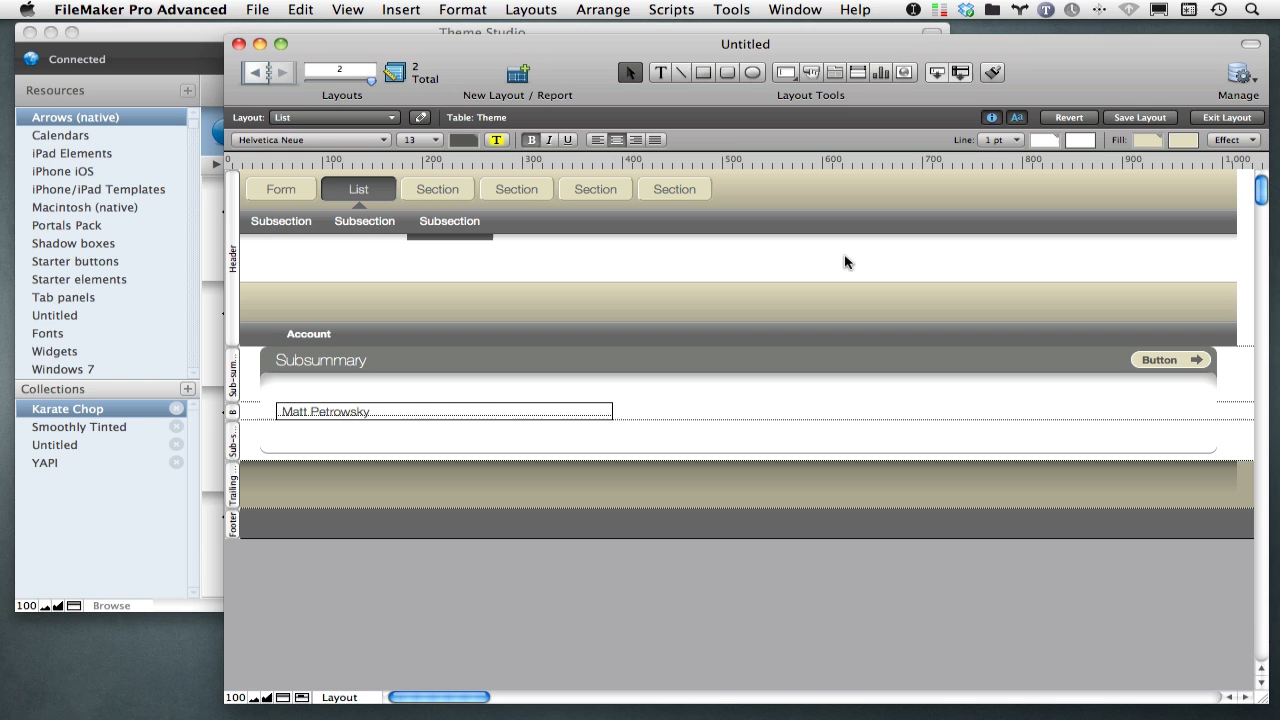 FileMaker Pro Advanced File Edit View Insert Format Layouts Arrange Scripts Tools Window Help
Theme Studio
Untitled
Connected
2
2
Total
Resources
Layouts
New Layout / Report
Layout Tools
Manage
Layout: List
Table: Theme
Revert
Save Layout
Exit Layout
Helvetica Neue
13
T
B I U
Line: 1 pt
Fill:
Effect
0 100 200 300 400 500 600 700 800 900 1,000
Arrows (native)
Calendars
iPad Elements
iPhone iOS
iPhone/iPad Templates
Macintosh (native)
Portals Pack
Shadow boxes
Starter buttons
Starter elements
Tab panels
Untitled
Fonts
Widgets
Windows 7
Collections
Karate Chop
Smoothly Tinted
Untitled
YAPI
100
Browse
Form List Section Section Section Section
Subsection Subsection Subsection
Header
Account
Sub-sum...
Subsummary
Button
B
Matt Petrowsky
Sub-s...
Trailing ...
Footer
100
Layout